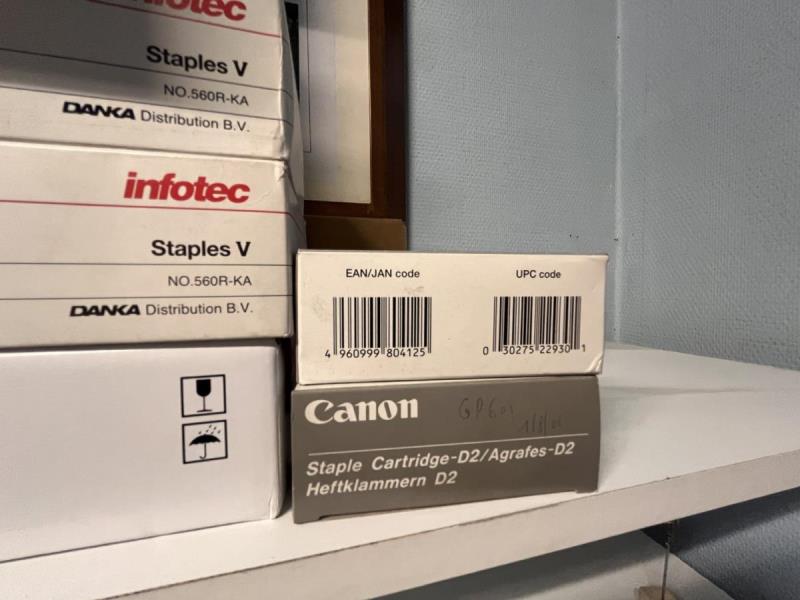 infotec
Staples V
NO.560R-KA
DANKA Distribution B.V.
infotec
Staples V
NO.560R-KA
DANKA Distribution B.V.
EAN/JAN code
UPC code
4 960999 804125
0 30275 22930 1
Canon
Staple Cartridge-D2/Agrafes-D2
Heftklammern D2